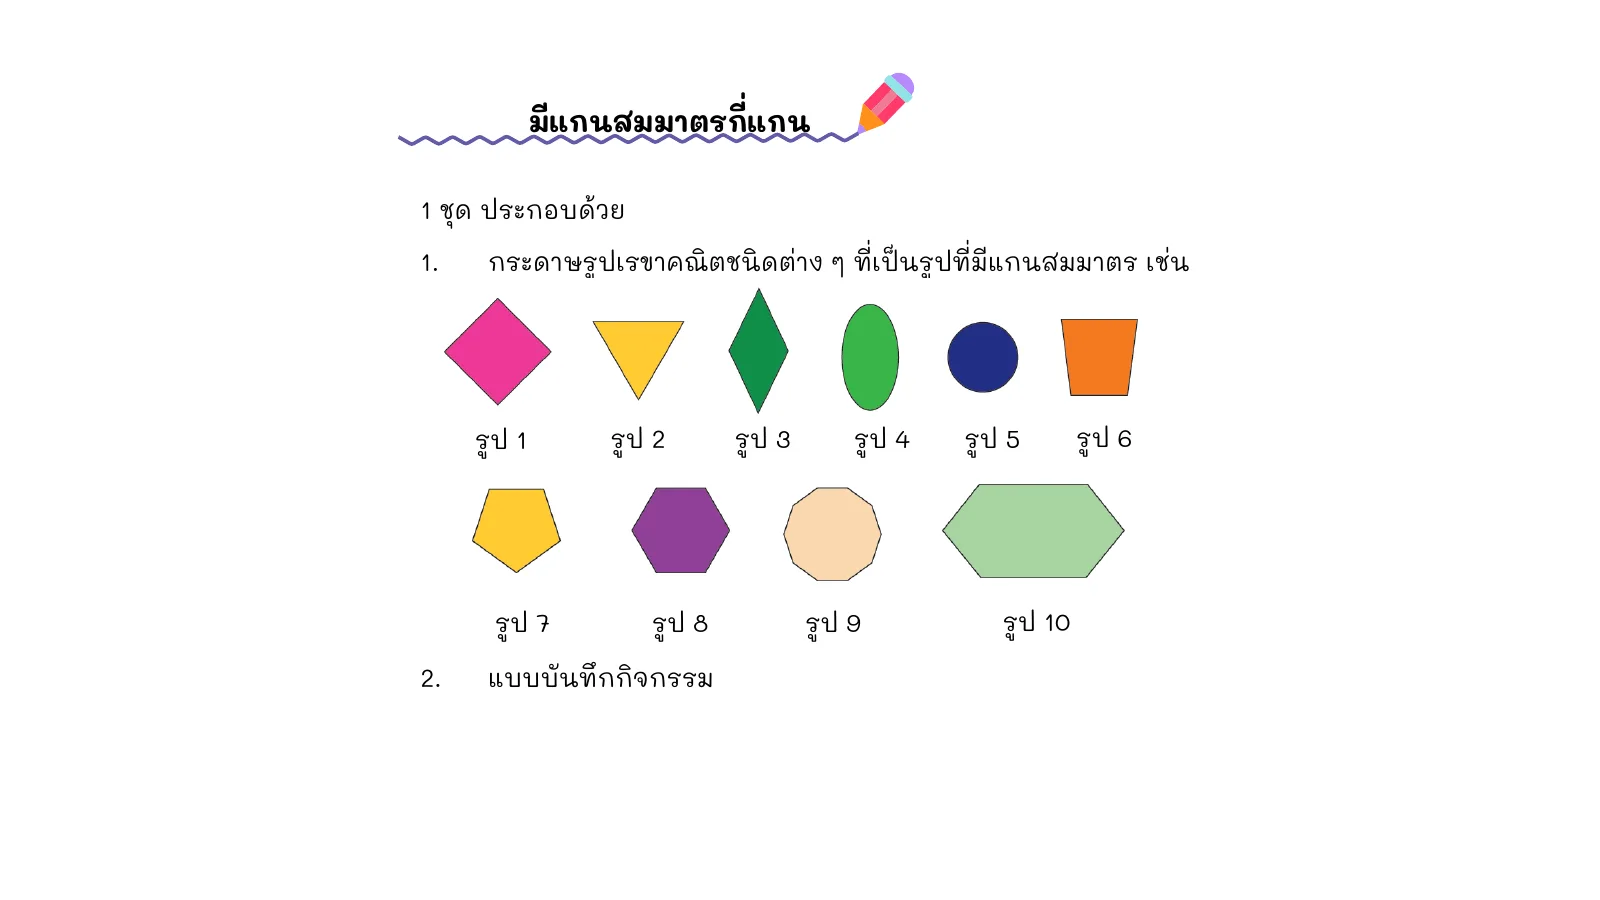 มีแกนสมมาตรกี่แกน
1 ชุด ประกอบด้วย
1. กระดาษรูปเรขาคณิตชนิดต่าง ๆ ที่เป็นรูปที่มีแกนสมมาตร เช่น
รูป 1 รูป 2 รูป 3 รูป 4 รูป 5 รูป 6
รูป 7 รูป 8 รูป 9 รูป 10
2. แบบบันทึกกิจกรรม